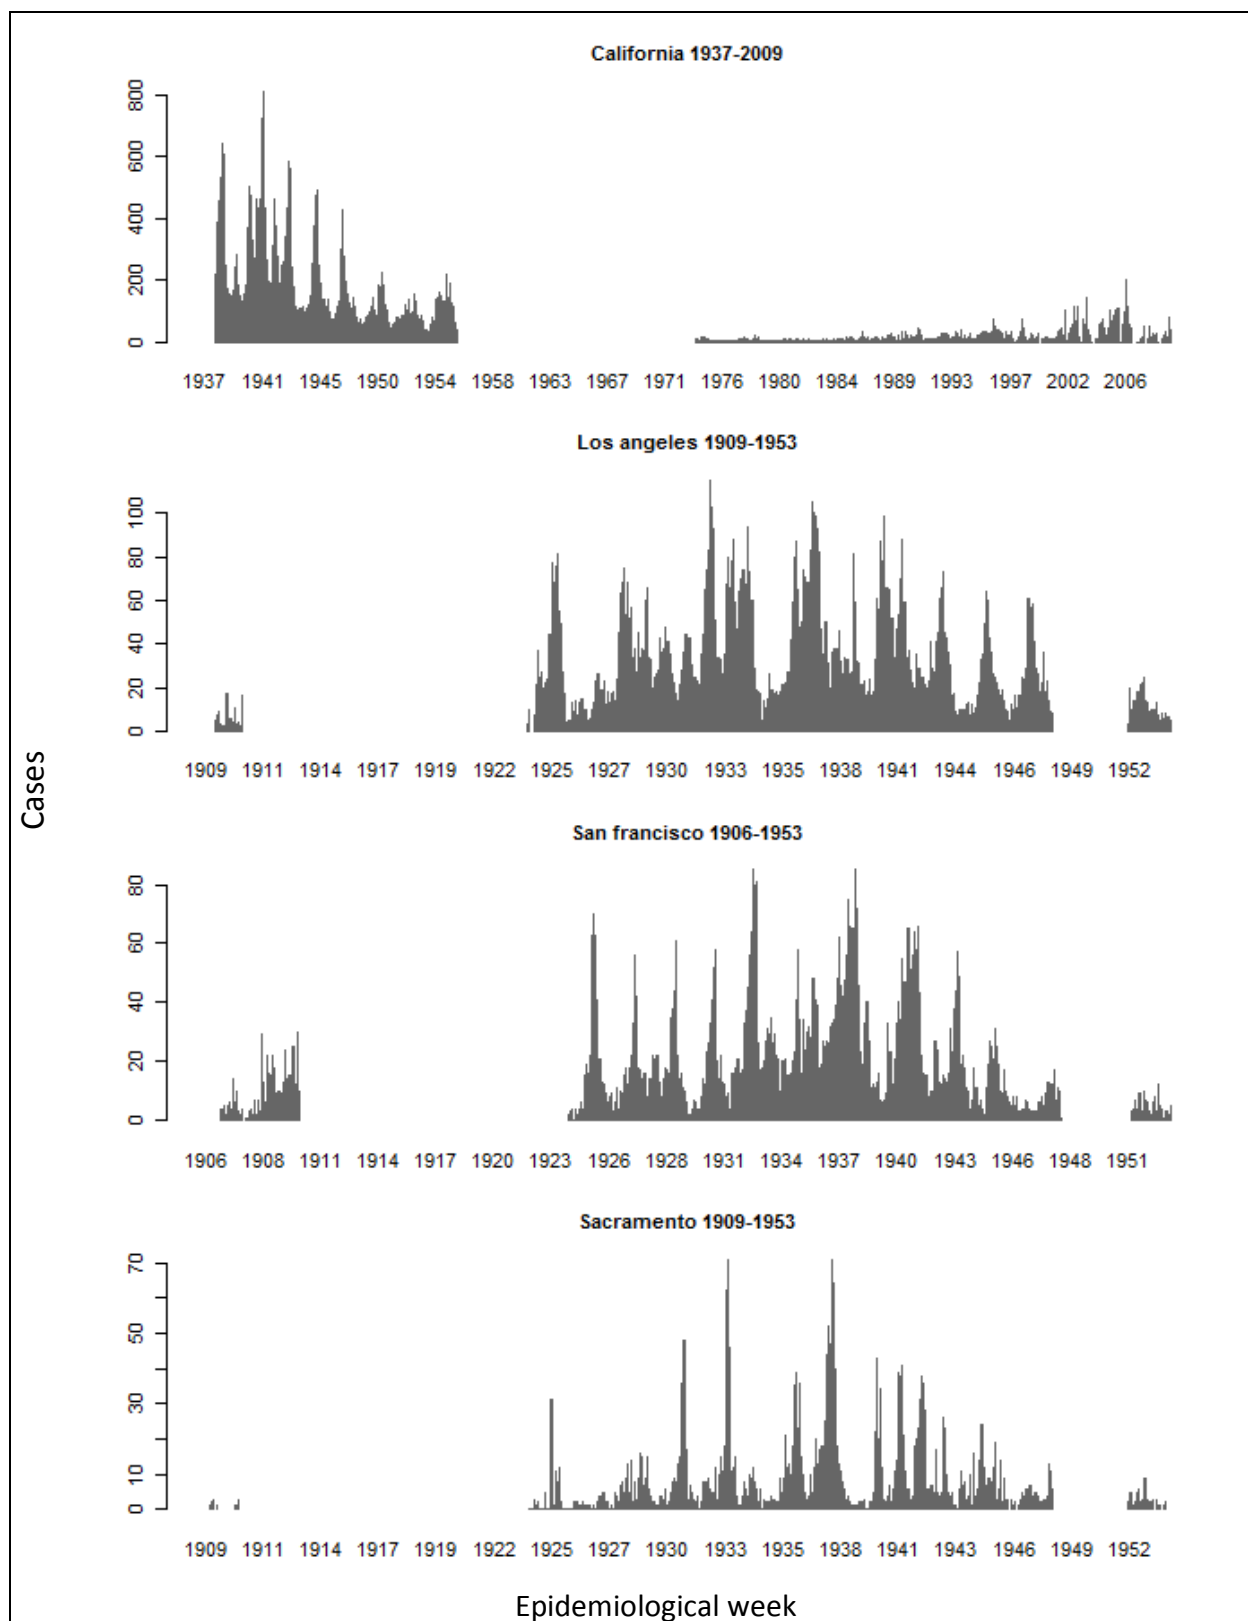 California 1937-2009
800
600
400
200
0
1937 1941 1945 1950 1954 1958 1963 1967 1971 1976 1980 1984 1989 1993 1997 2002 2006
Los angeles 1909-1953
100
80
60
40
20
0
1909 1911 1914 1917 1919 1922 1925 1927 1930 1933 1935 1938 1941 1944 1946 1949 1952
Cases
San francisco 1906-1953
80
60
40
20
0
1906 1908 1911 1914 1917 1920 1923 1926 1928 1931 1934 1937 1940 1943 1946 1948 1951
Sacramento 1909-1953
70
50
30
10
0
1909 1911 1914 1917 1919 1922 1925 1927 1930 1933 1935 1938 1941 1943 1946 1949 1952
Epidemiological week